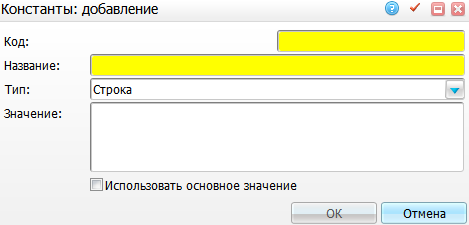 Константы: добавление
Код:
Название:
Тип: Строка
Значение:
Использовать основное значение
ОК Отмена